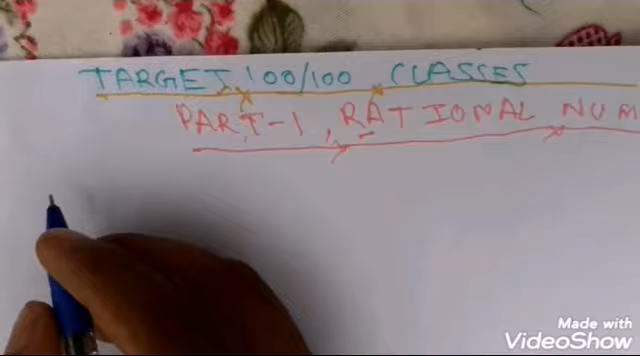 TARGET 100/100 CLASSES
PART-1, RATIONAL NUM
Made with
VideoShow